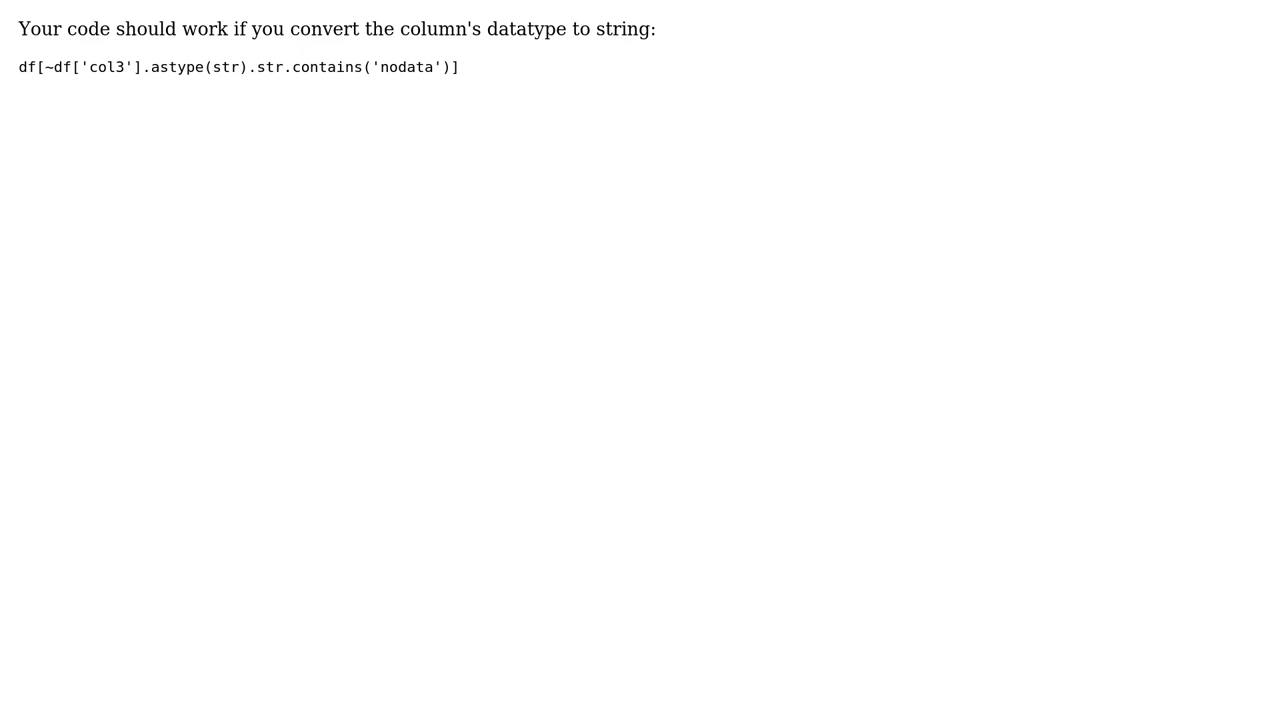 Your code should work if you convert the column's datatype to string:
df[~df['col3'].astype(str).str.contains('nodata')]